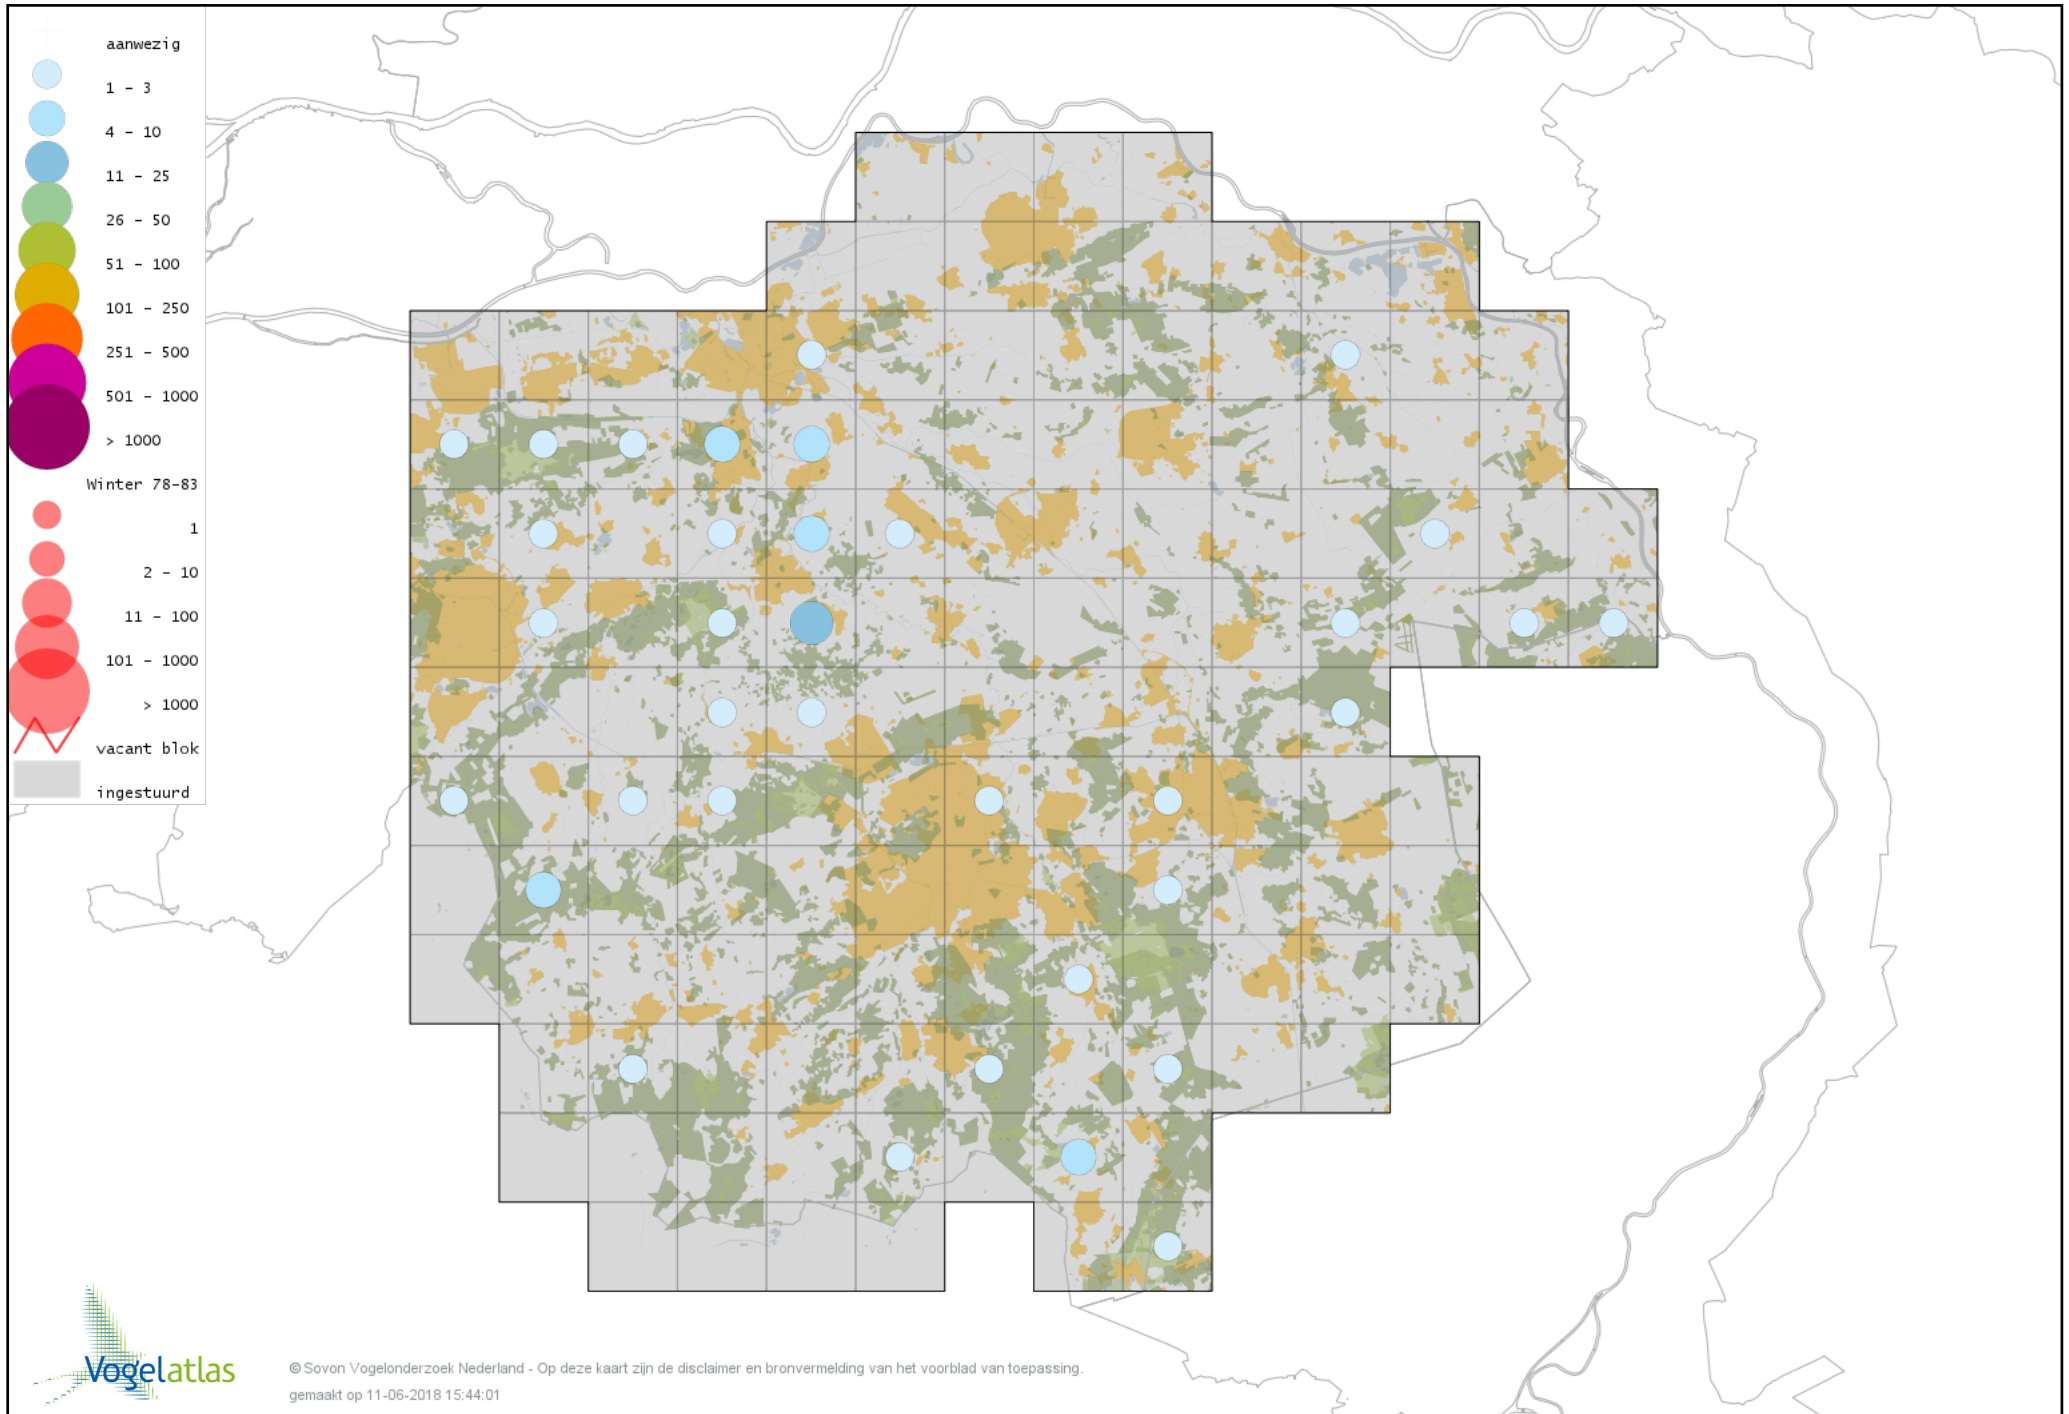 aanwezig
1 - 3
4 - 10
11 - 25
26 - 50
51 - 100
101 - 250
251 - 500
501 - 1000
> 1000
Winter 78-83
1
2 - 10
11 - 100
101 - 1000
> 1000
vacant blok
ingestuurd
Vogelatlas
© Sovon Vogelonderzoek Nederland - Op deze kaart zijn de disclaimer en bronvermelding van het voorblad van toepassing.
gemaakt op 11-06-2018 15:44:01